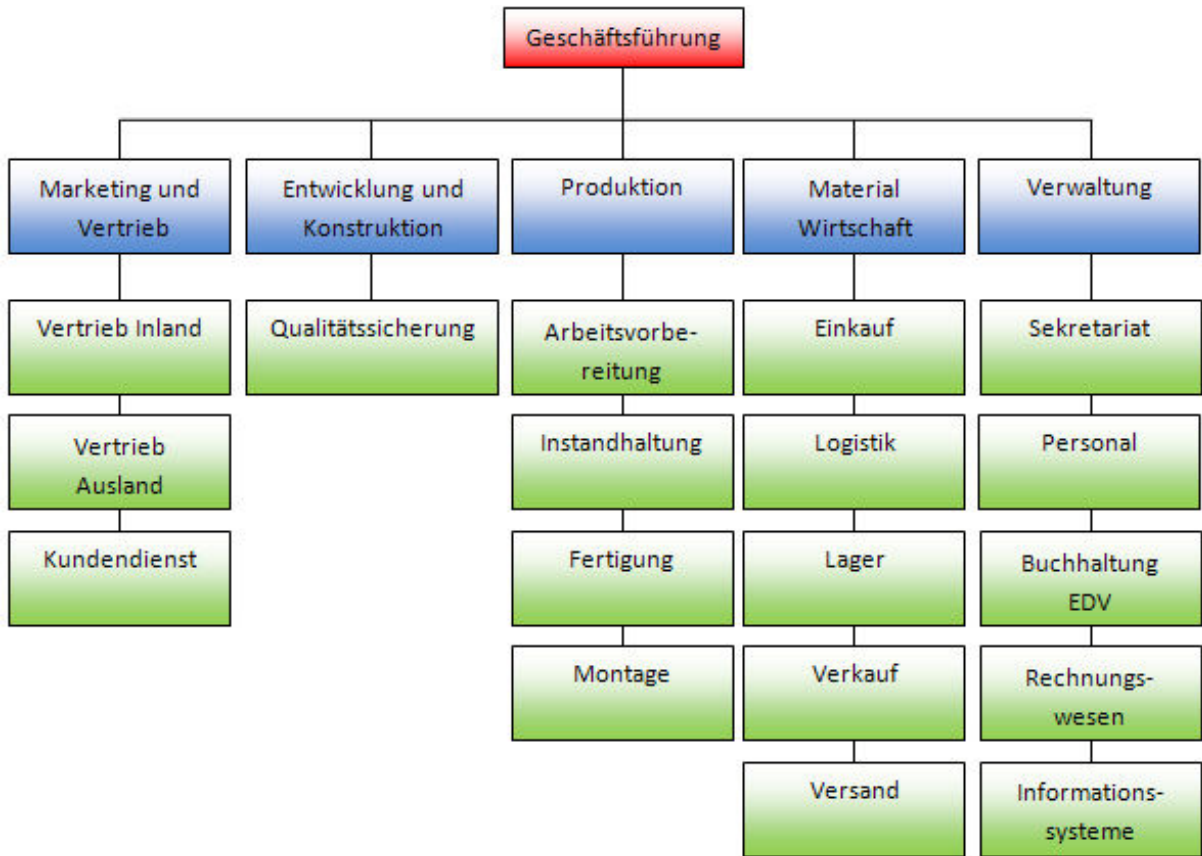 Geschäftsführung
Marketing und
Vertrieb
Entwicklung und
Konstruktion
Produktion
Material
Wirtschaft
Verwaltung
Vertrieb Inland
Qualitätssicherung
Arbeitsvorbe-
reitung
Einkauf
Sekretariat
Vertrieb
Ausland
Instandhaltung
Logistik
Personal
Kundendienst
Fertigung
Lager
Buchhaltung
EDV
Montage
Verkauf
Rechnungs-
wesen
Versand
Informations-
systeme